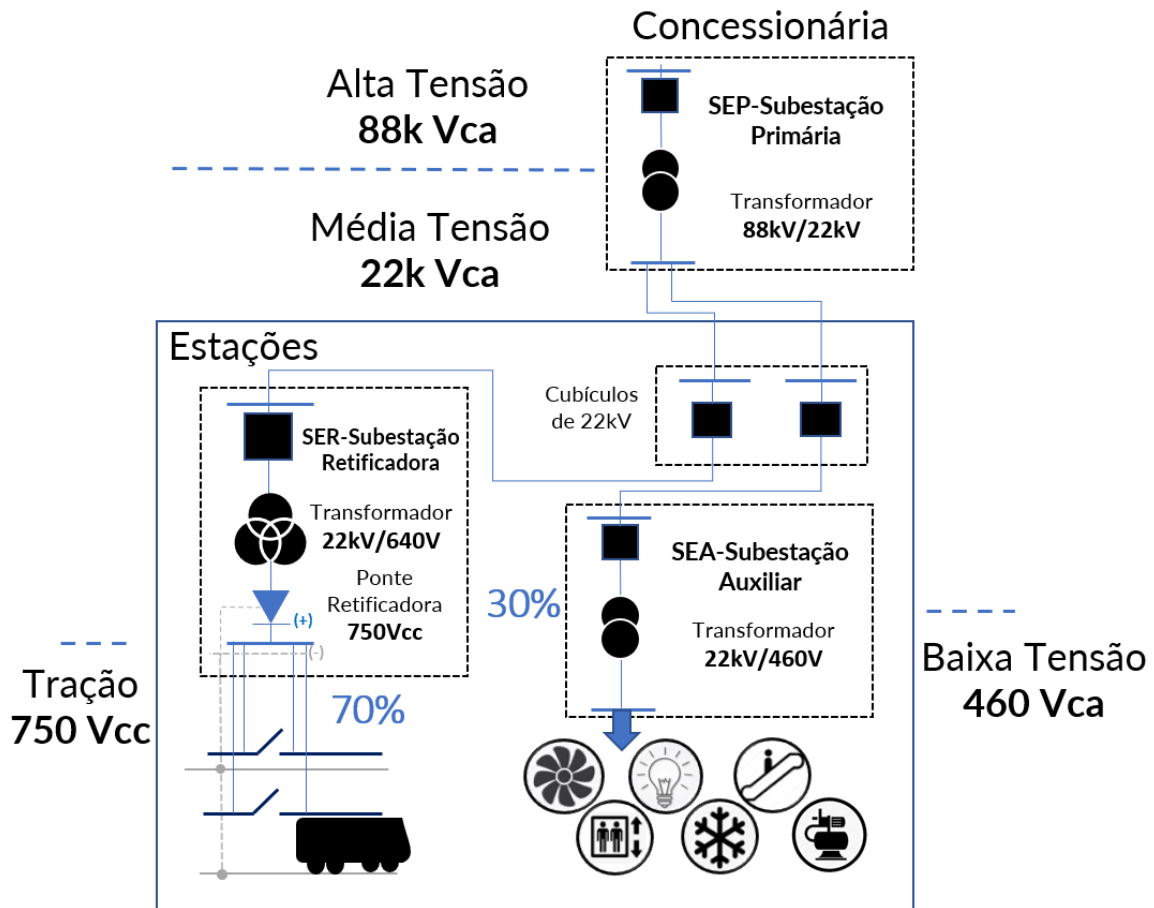 Concessionária
Alta Tensão
88k Vca
SEP-Subestação
Primária
Transformador
88kV/22kV
Média Tensão
22k Vca
Estações
Cubículos
de 22kV
SER-Subestação
Retificadora
Transformador
22kV/640V
Ponte
Retificadora
750Vcc
(+)
(-)
SEA-Subestação
Auxiliar
Transformador
22kV/460V
30%
70%
Tração
750 Vcc
Baixa Tensão
460 Vca